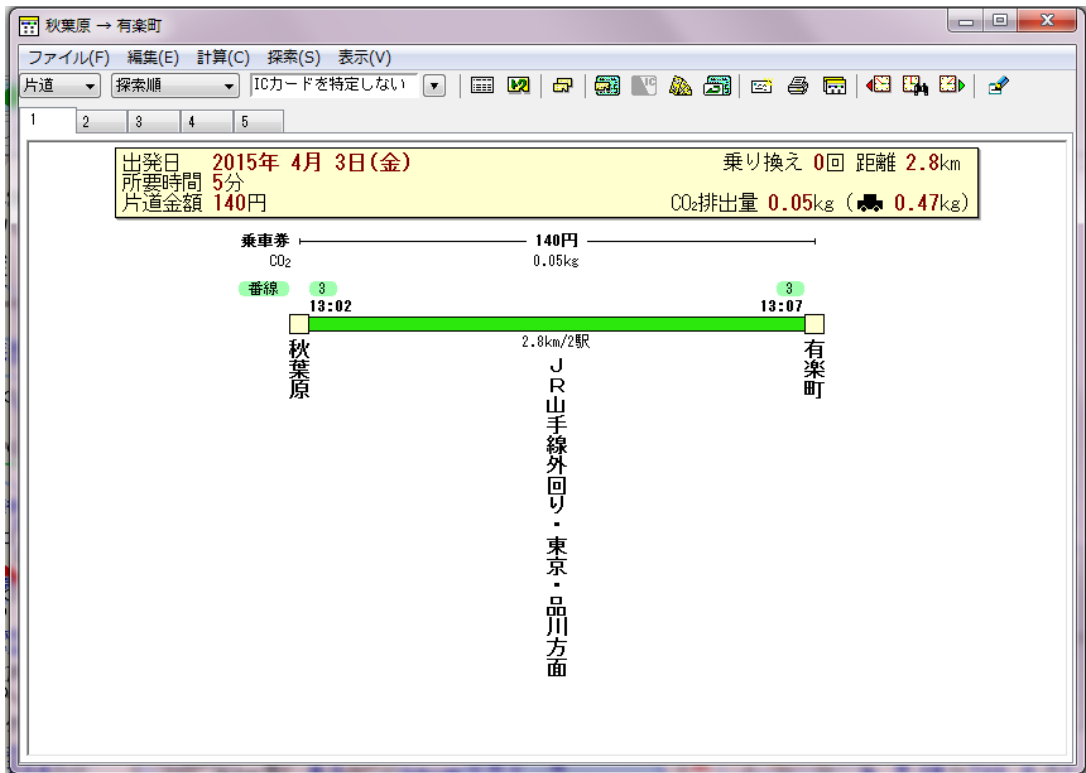 秋葉原 → 有楽町
ファイル(F) 編集(E) 計算(C) 探索(S) 表示(V)
片道 探索順 ICカードを特定しない
1 2 3 4 5
出発日 2015年 4月 3日(金) 乗り換え 0回 距離 2.8km
所要時間 5分
片道金額 140円 CO2排出量 0.05kg ( 0.47kg)
乗車券 140円
CO2 0.05kg
番線 3 3
13:02 13:07
2.8km/2駅
秋葉原
JR山手線外回り・東京・品川方面
有楽町